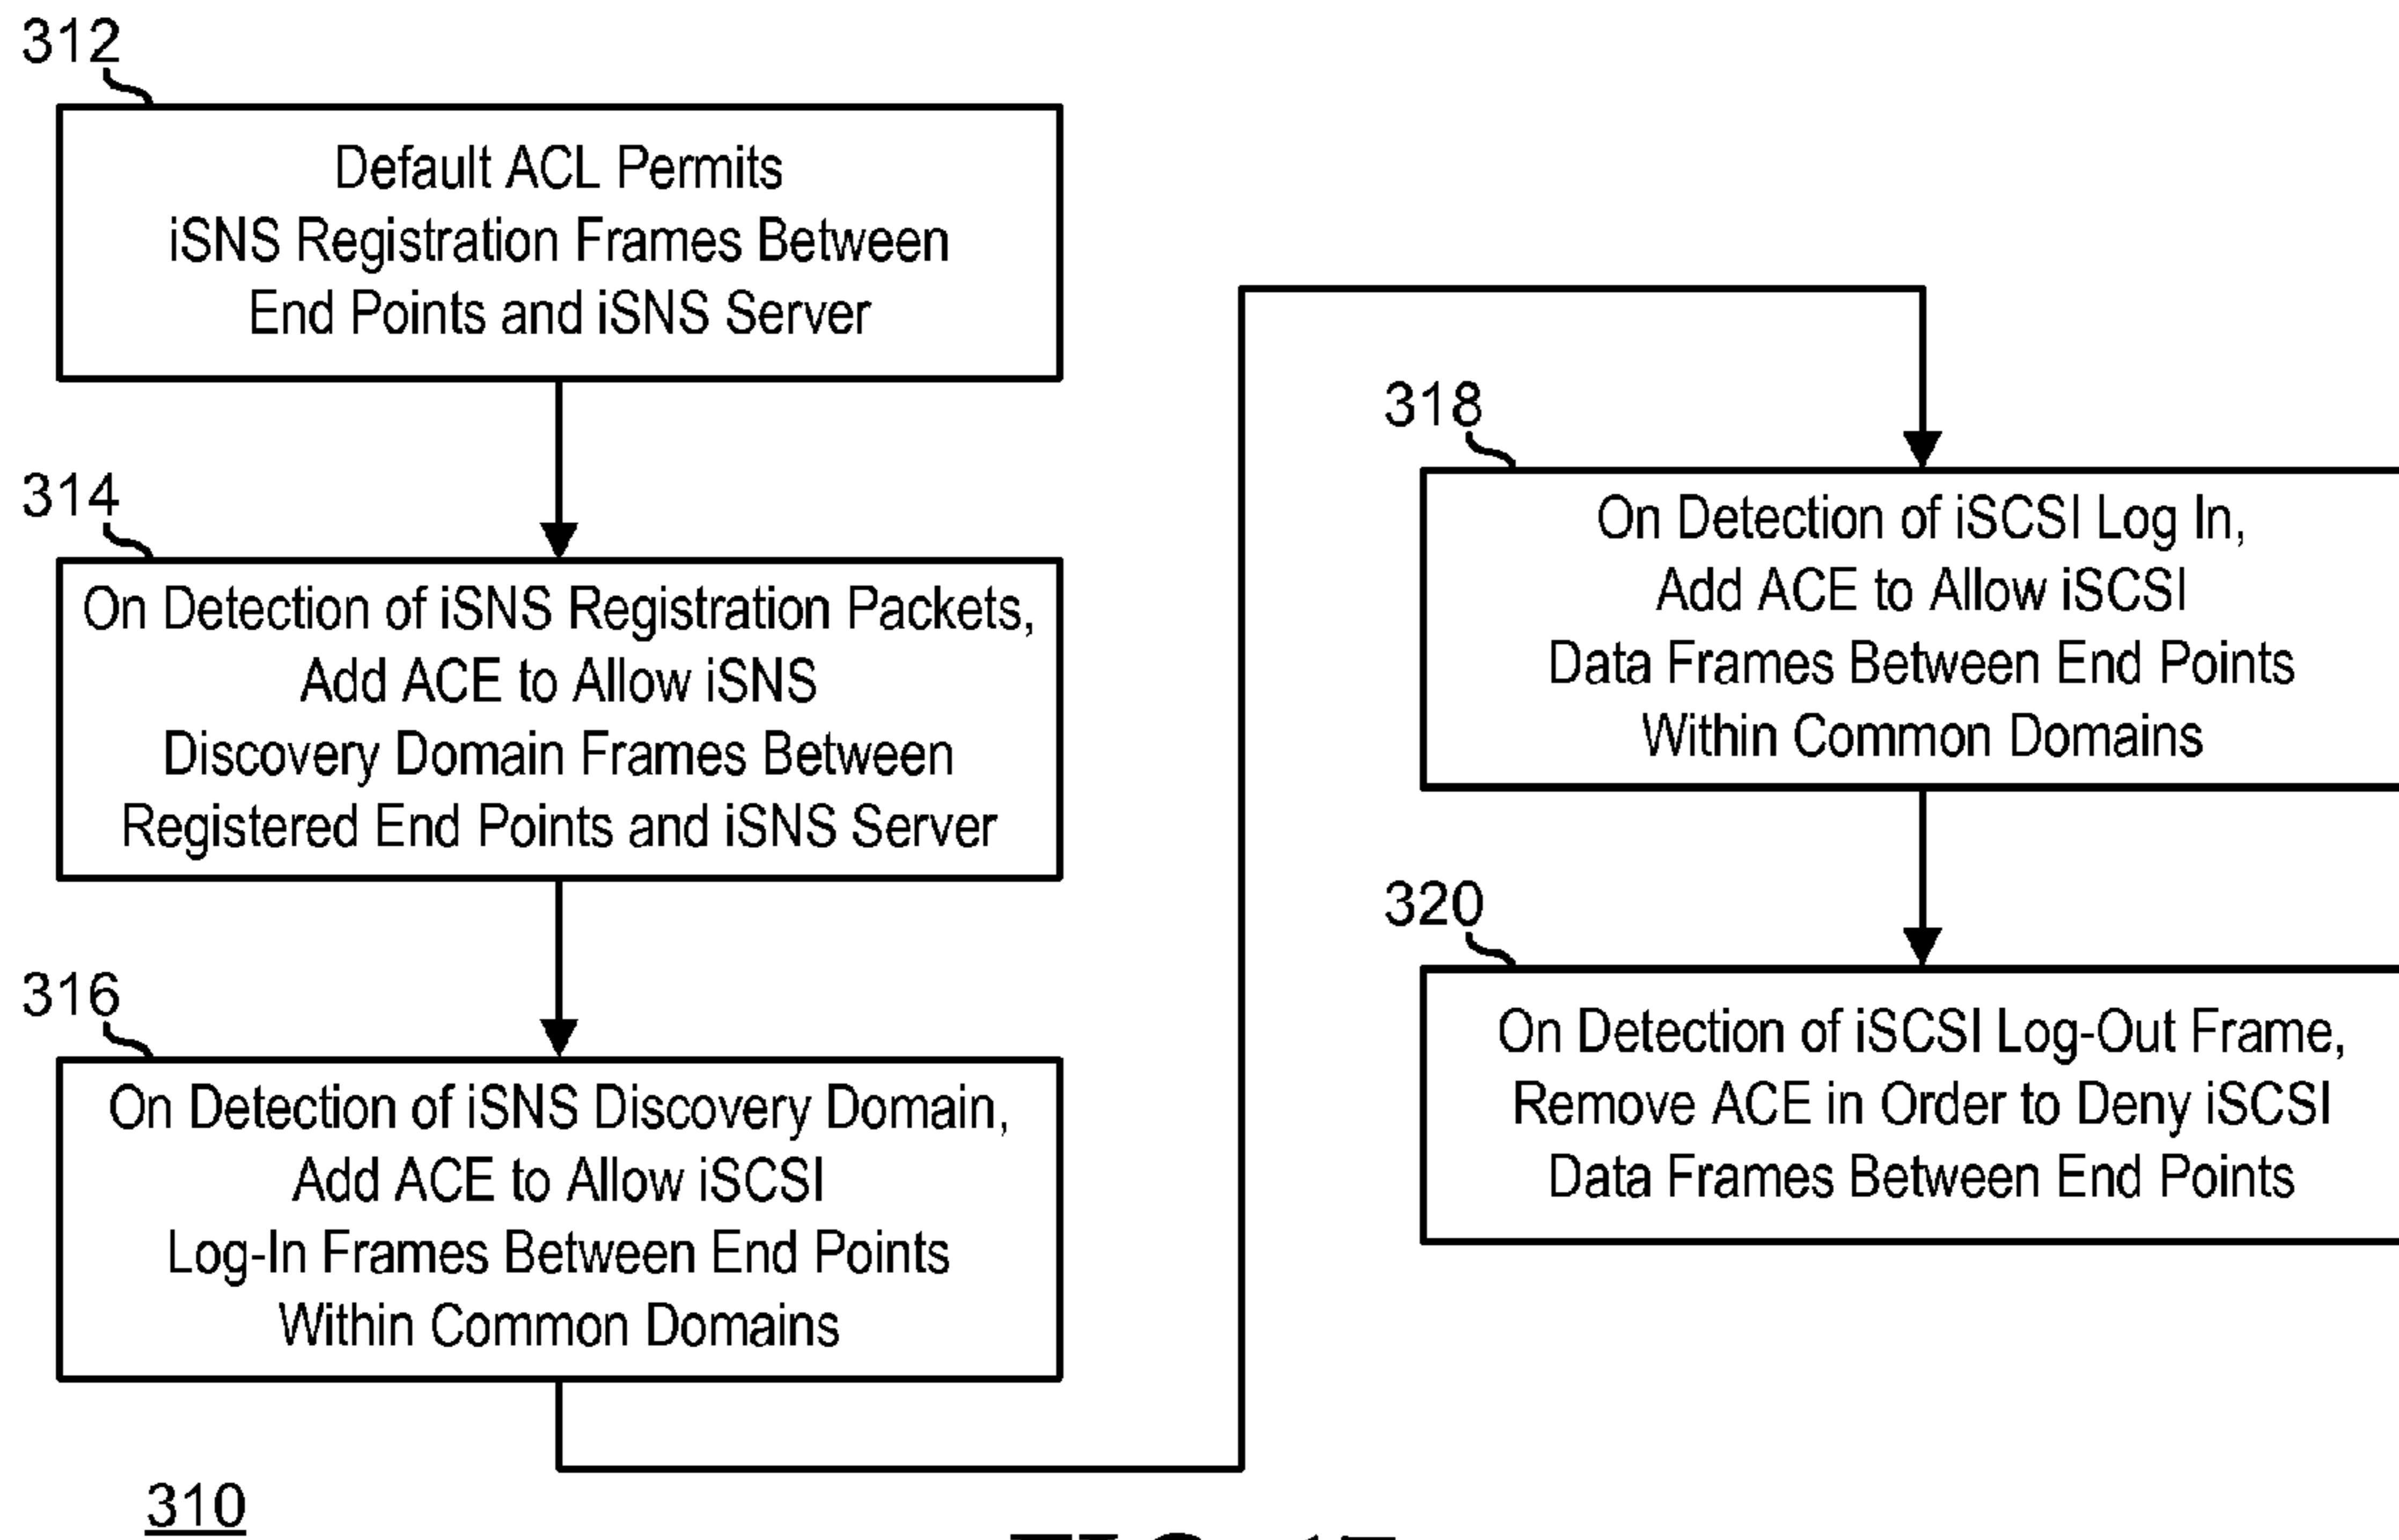 312
Default ACL Permits
iSNS Registration Frames Between
End Points and iSNS Server
314
On Detection of iSNS Registration Packets,
Add ACE to Allow iSNS
Discovery Domain Frames Between
Registered End Points and iSNS Server
316
On Detection of iSNS Discovery Domain,
Add ACE to Allow iSCSI
Log-In Frames Between End Points
Within Common Domains
318
On Detection of iSCSI Log In,
Add ACE to Allow iSCSI
Data Frames Between End Points
Within Common Domains
320
On Detection of iSCSI Log-Out Frame,
Remove ACE in Order to Deny iSCSI
Data Frames Between End Points
310